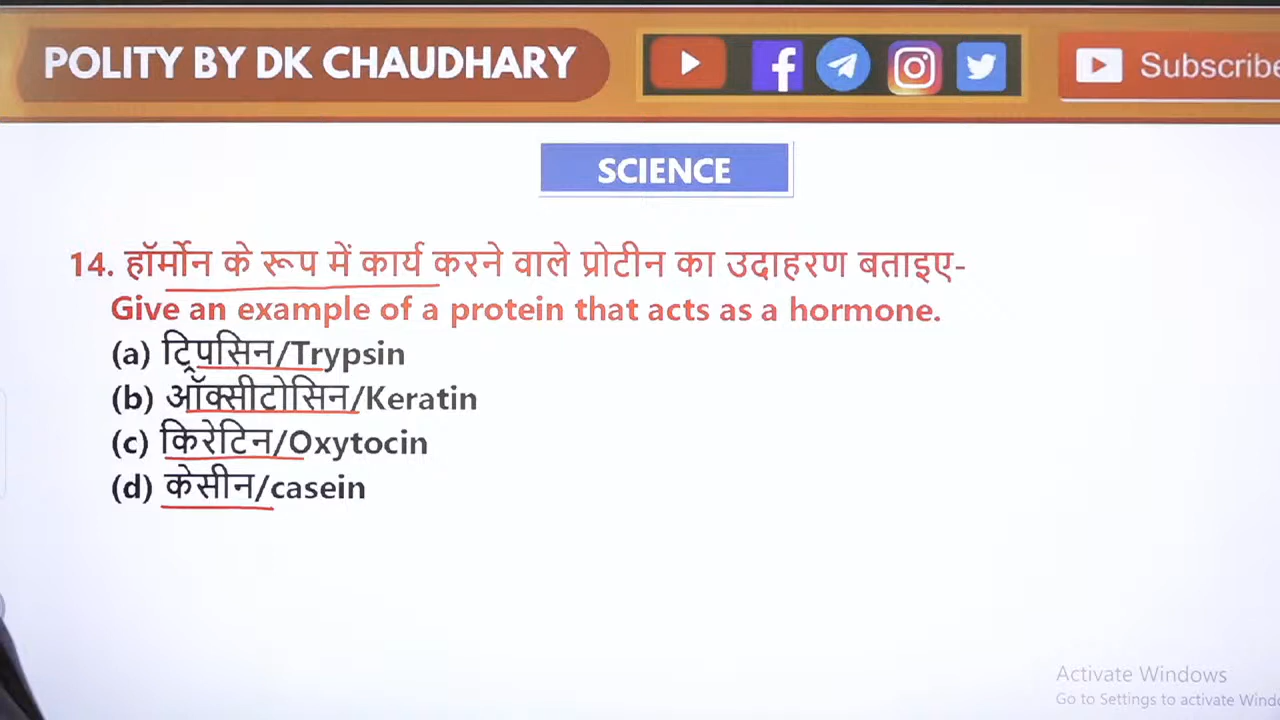 POLITY BY DK CHAUDHARY
Subscribe
SCIENCE
14. हॉर्मोन के रूप में कार्य करने वाले प्रोटीन का उदाहरण बताइए-
Give an example of a protein that acts as a hormone.
(a) ट्रिपसिन/Trypsin
(b) ऑक्सीटोसिन/Keratin
(c) किरेटिन/Oxytocin
(d) केसीन/casein
Activate Windows
Go to Settings to activate Windo